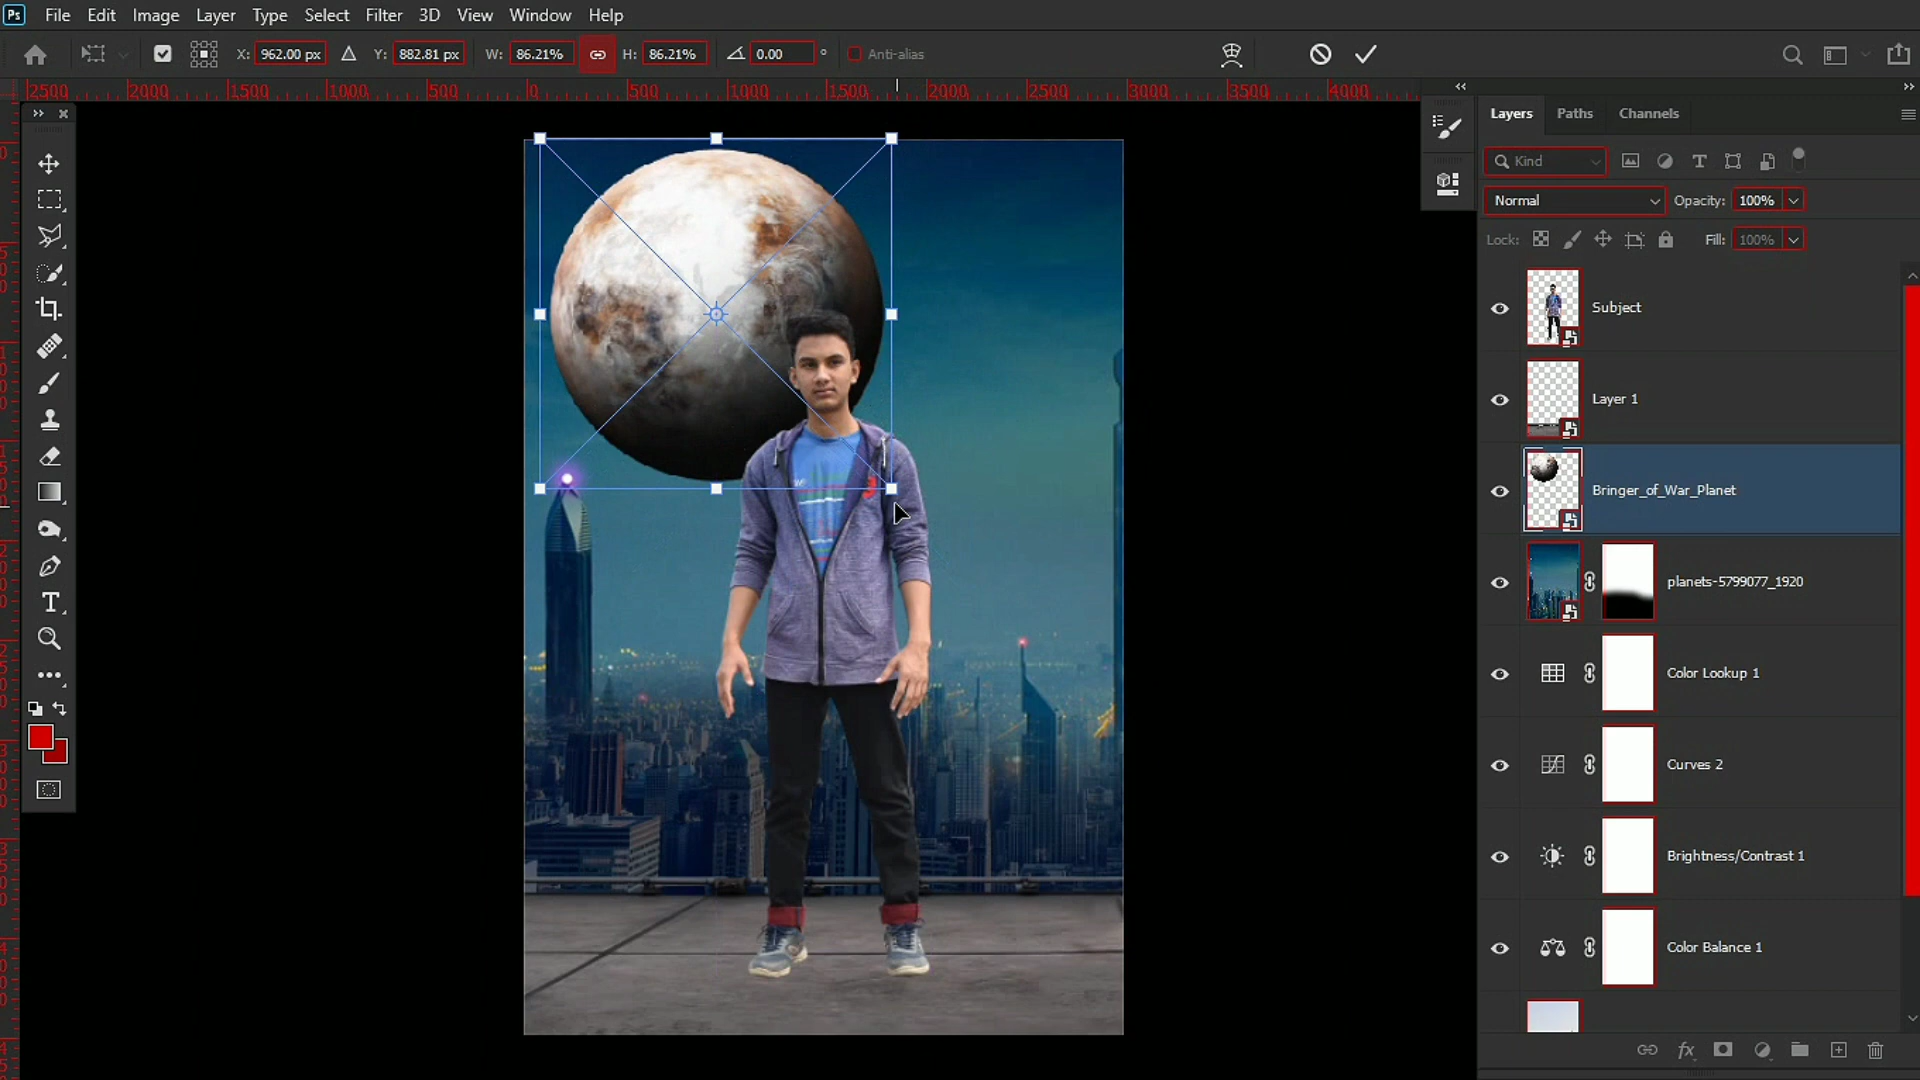 Ps File Edit Image Layer Type Select Filter 3D View Window Help
X: 962.00 px Y: 882.81 px W: 86.21% H: 86.21% 0.00 ° Anti-alias
2500 2000 1500 1000 500 0 500 1000 1500 2000 2500 3000 3500 4000
Layers Paths Channels
Kind
Normal Opacity: 100%
Lock: Fill: 100%
Subject
Layer 1
Bringer_of_War_Planet
planets-5799077_1920
Color Lookup 1
Curves 2
Brightness/Contrast 1
Color Balance 1
fx